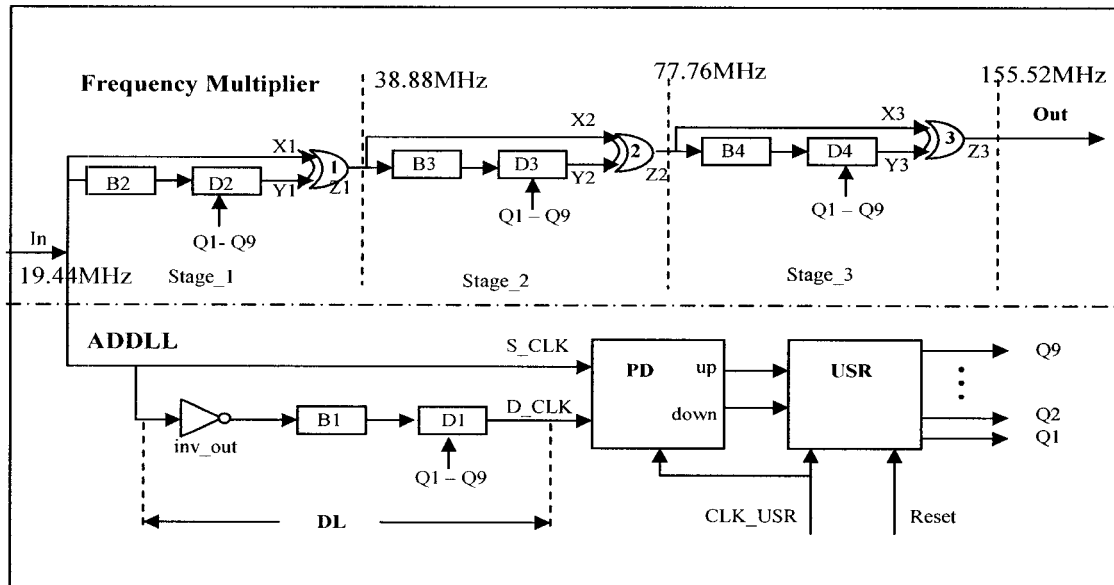 Frequency Multiplier
38.88MHz
77.76MHz
155.52MHz
Out
X1
1
B2
D2
Y1
Z1
Q1- Q9
X2
2
B3
D3
Y2
Z2
Q1 – Q9
X3
3
B4
D4
Y3
Z3
Q1 – Q9
In
19.44MHz
Stage_1
Stage_2
Stage_3
ADDLL
S_CLK
PD
up
down
USR
Q9
Q2
Q1
inv_out
B1
D1
D_CLK
Q1 – Q9
DL
CLK_USR
Reset